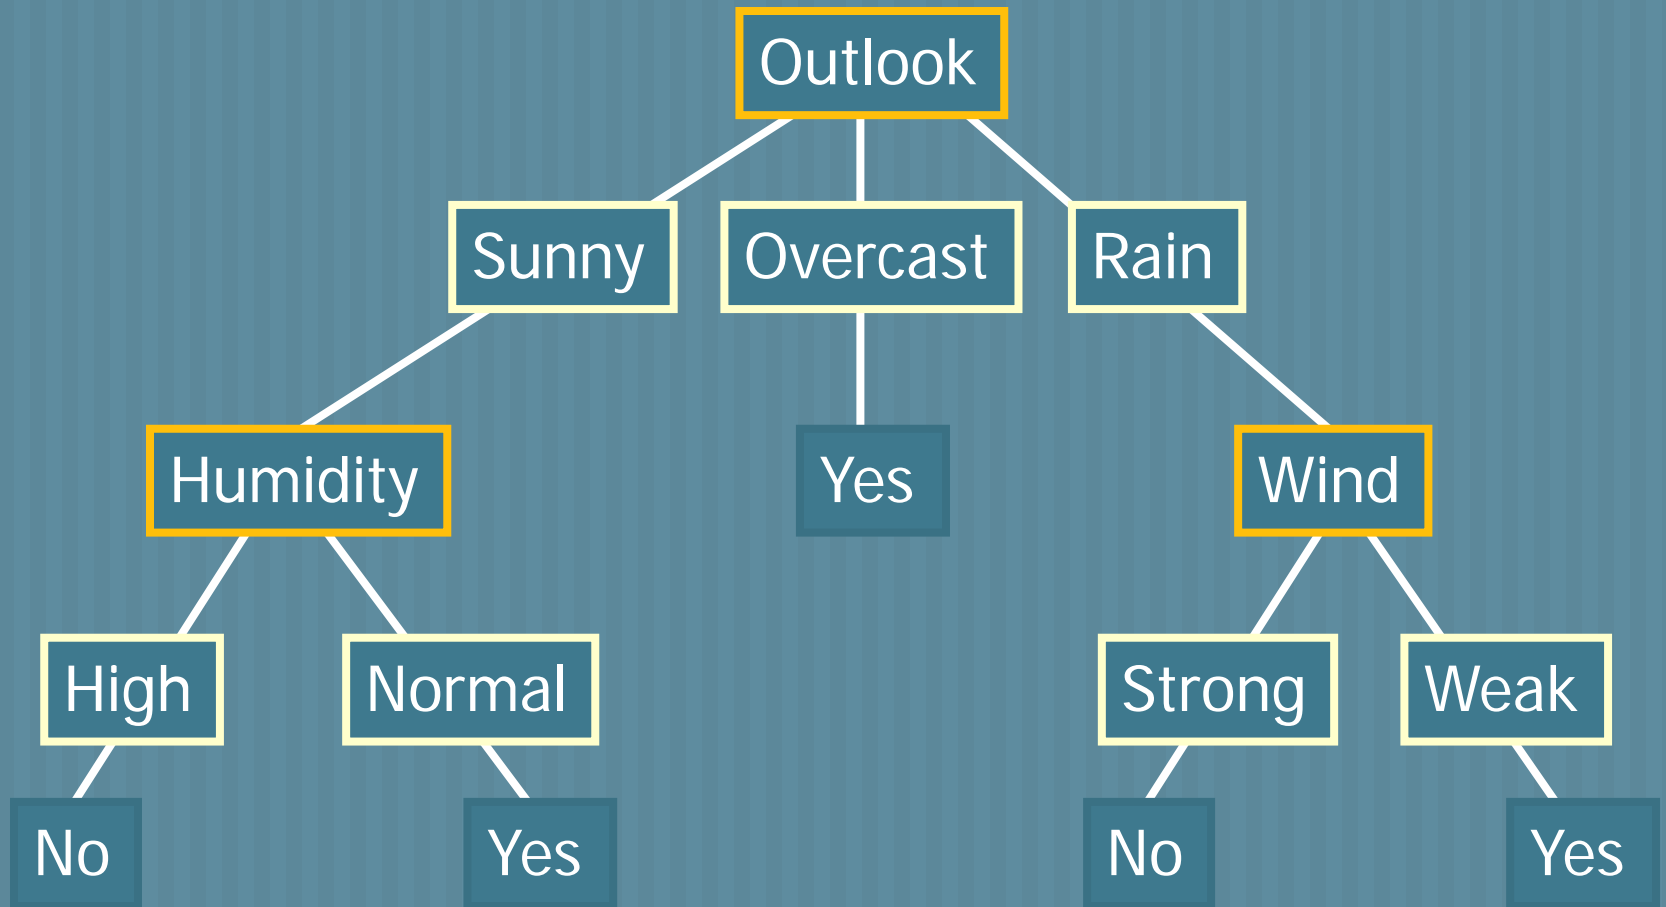 Outlook
Sunny Overcast Rain
Humidity Yes Wind
High Normal Strong Weak
No Yes No Yes